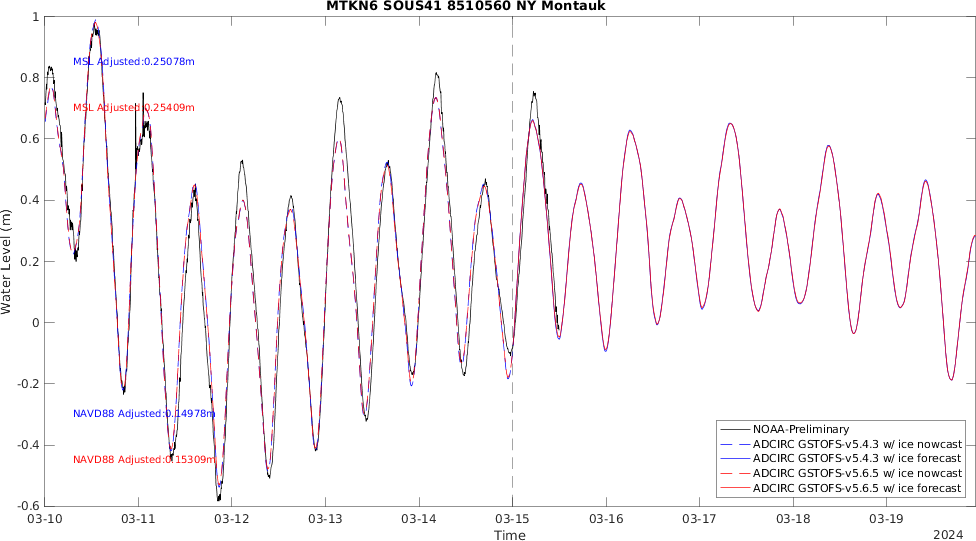 MTKN6 SOUS41 8510560 NY Montauk
1
0.8
0.6
0.4
0.2
0
-0.2
-0.4
-0.6
Water Level (m)
MSL Adjusted:0.25078m
MSL Adjusted:0.25409m
NAVD88 Adjusted:0.14978m
NAVD88 Adjusted:0.15309m
NOAA-Preliminary
ADCIRC GSTOFS-v5.4.3 w/ ice nowcast
ADCIRC GSTOFS-v5.4.3 w/ ice forecast
ADCIRC GSTOFS-v5.6.5 w/ ice nowcast
ADCIRC GSTOFS-v5.6.5 w/ ice forecast
03-10 03-11 03-12 03-13 03-14 03-15 03-16 03-17 03-18 03-19
Time
2024